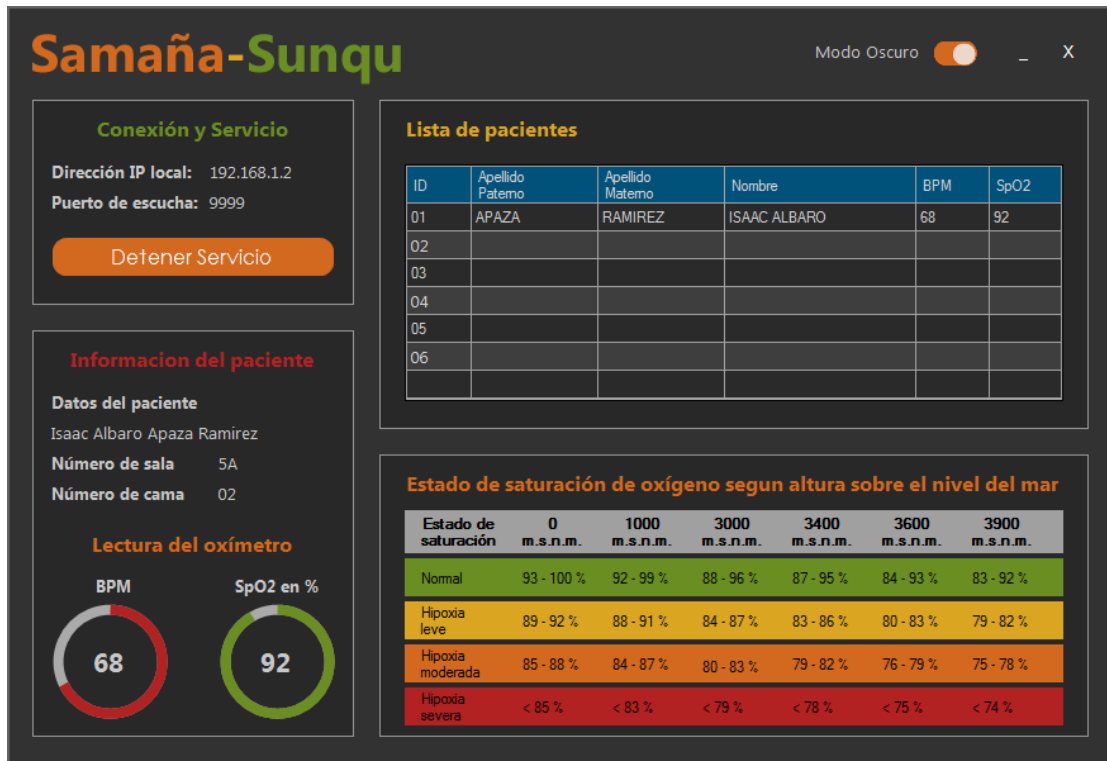 Samaña-Sunqu
Modo Oscuro
_ X
Conexión y Servicio
Dirección IP local: 192.168.1.2
Puerto de escucha: 9999
Detener Servicio
Informacion del paciente
Datos del paciente
Isaac Albaro Apaza Ramirez
Número de sala 5A
Número de cama 02
Lectura del oxímetro
BPM SpO2 en %
68 92
Lista de pacientes
ID Apellido Paterno Apellido Materno Nombre BPM SpO2
01 APAZA RAMIREZ ISAAC ALBARO 68 92
02
03
04
05
06
Estado de saturación de oxígeno segun altura sobre el nivel del mar
Estado de saturación 0 m.s.n.m. 1000 m.s.n.m. 3000 m.s.n.m. 3400 m.s.n.m. 3600 m.s.n.m. 3900 m.s.n.m.
Normal 93 - 100 % 92 - 99 % 88 - 96 % 87 - 95 % 84 - 93 % 83 - 92 %
Hipoxia leve 89 - 92 % 88 - 91 % 84 - 87 % 83 - 86 % 80 - 83 % 79 - 82 %
Hipoxia moderada 85 - 88 % 84 - 87 % 80 - 83 % 79 - 82 % 76 - 79 % 75 - 78 %
Hipoxia severa < 85 % < 83 % < 79 % < 78 % < 75 % < 74 %